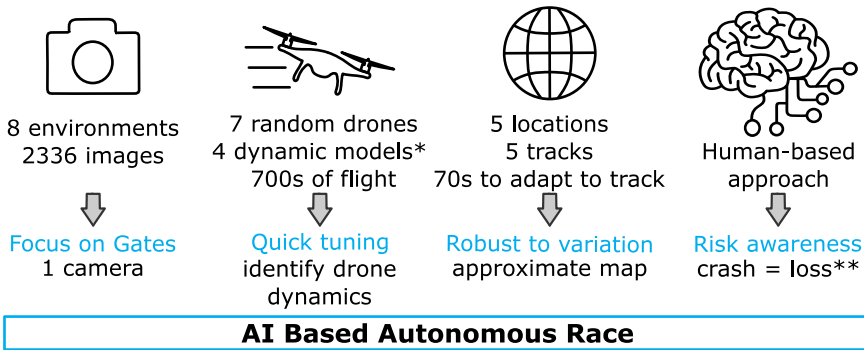 8 environments
2336 images
Focus on Gates
1 camera
7 random drones
4 dynamic models*
700s of flight
Quick tuning
identify drone
dynamics
5 locations
5 tracks
70s to adapt to track
Robust to variation
approximate map
Human-based
approach
Risk awareness
crash = loss**
AI Based Autonomous Race